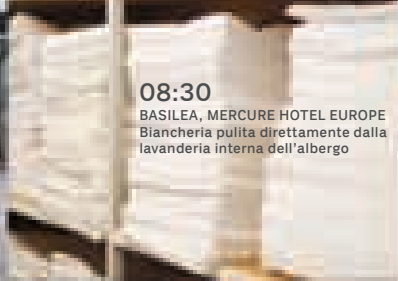 08:30
BASILEA, MERCURE HOTEL EUROPE
Biancheria pulita direttamente dalla
lavanderia interna dell'albergo